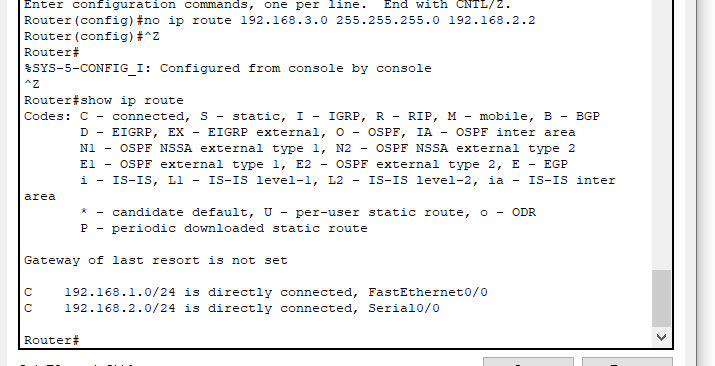 Enter configuration commands, one per line.  End with CNTL/Z.
Router(config)#no ip route 192.168.3.0 255.255.255.0 192.168.2.2
Router(config)#^Z
Router#
%SYS-5-CONFIG_I: Configured from console by console
^Z
Router#show ip route
Codes: C - connected, S - static, I - IGRP, R - RIP, M - mobile, B - BGP
       D - EIGRP, EX - EIGRP external, O - OSPF, IA - OSPF inter area
       N1 - OSPF NSSA external type 1, N2 - OSPF NSSA external type 2
       E1 - OSPF external type 1, E2 - OSPF external type 2, E - EGP
       i - IS-IS, L1 - IS-IS level-1, L2 - IS-IS level-2, ia - IS-IS inter
area
       * - candidate default, U - per-user static route, o - ODR
       P - periodic downloaded static route
Gateway of last resort is not set
C    192.168.1.0/24 is directly connected, FastEthernet0/0
C    192.168.2.0/24 is directly connected, Serial0/0
Router#